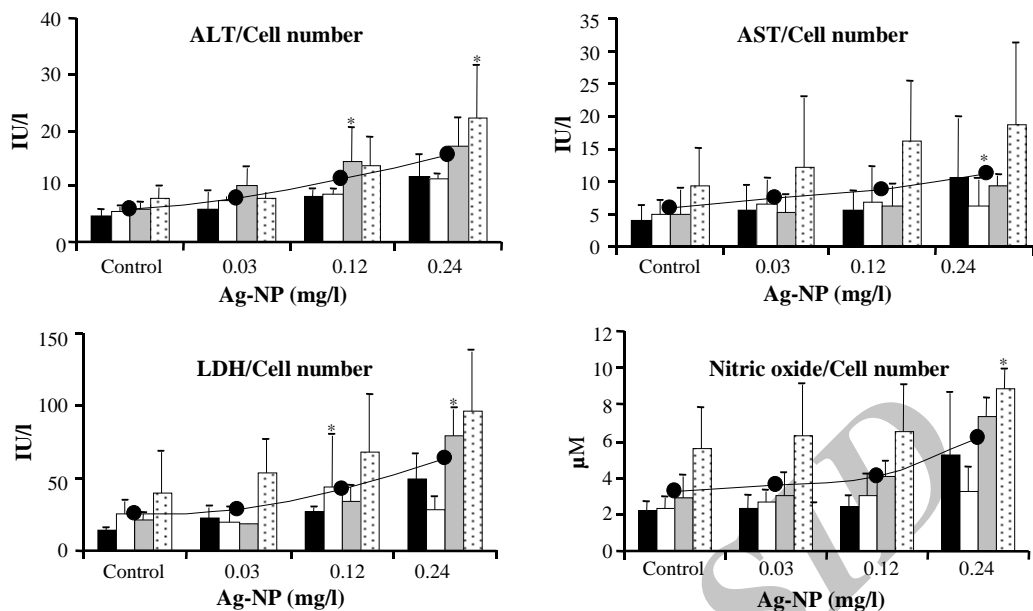 ALT/Cell number
40
30
20
10
0
IU/l
*
*
Control 0.03 0.12 0.24
Ag-NP (mg/l)
AST/Cell number
35
30
25
20
15
10
5
0
IU/l
*
Control 0.03 0.12 0.24
Ag-NP (mg/l)
LDH/Cell number
150
100
50
0
IU/l
*
*
Control 0.03 0.12 0.24
Ag-NP (mg/l)
Nitric oxide/Cell number
12
10
8
6
4
2
0
µM
*
Control 0.03 0.12 0.24
Ag-NP (mg/l)
SID